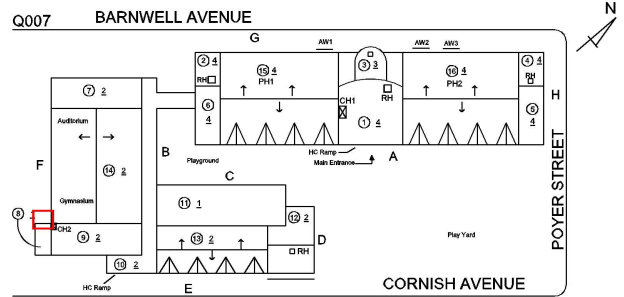 Q007 BARNWELL AVENUE N
G
AW1 AW2 AW3
2 4 3 3 4 4
RH 15 4 16 4 RH
PH1 PH2
7 2 RH H
6 CH1 5
4 1 4 4
Auditorium
F B HC Ramp A
Main Entrance
14 2 Playground
C
Gymnasium
8 11 1
CH2 12 2
9 2 13 2 D Play Yard
RH
10 2
HC Ramp E CORNISH AVENUE
POYER STREET